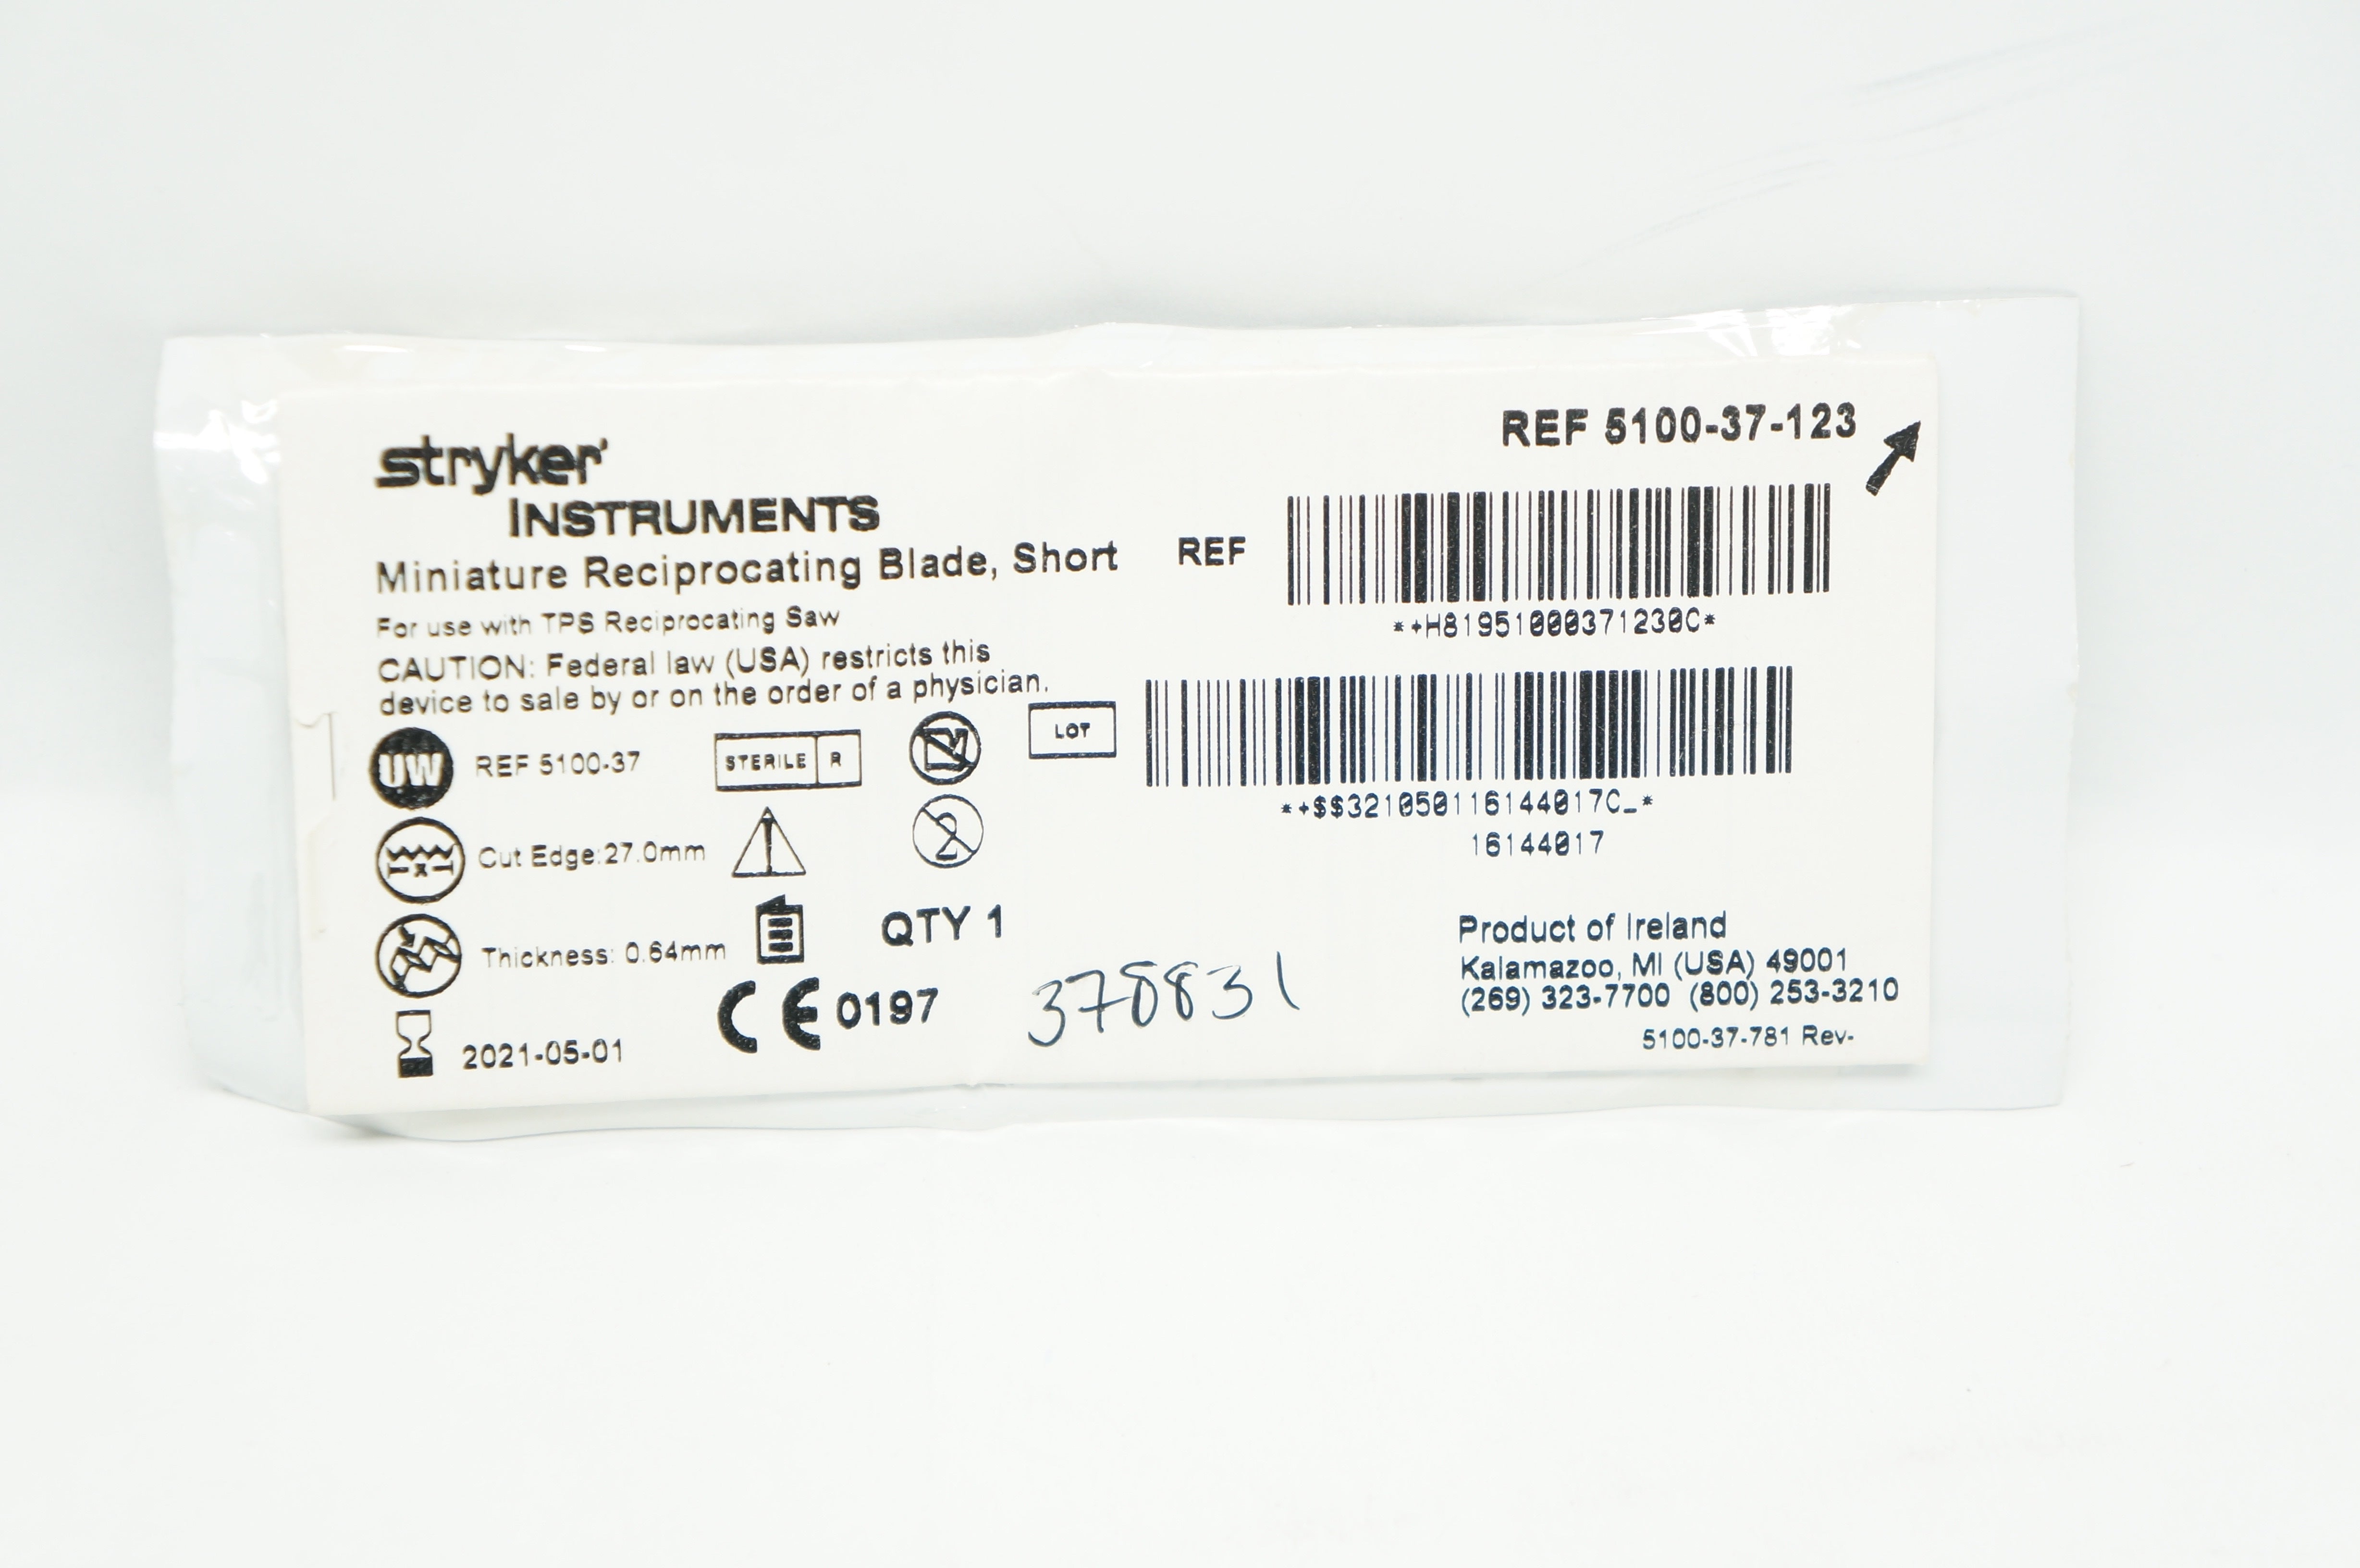 stryker
INSTRUMENTS
REF 5100-37-123
Miniature Reciprocating Blade, Short
REF
*+H81951000371230C*
For use with TPS Reciprocating Saw
CAUTION: Federal law (USA) restricts this
device to sale by or on the order of a physician.
UW REF 5100-37
STERILE R
LOT
*+$$321050116144017C_*
16144017
2
x
Cut Edge:27.0mm
Thickness: 0.64mm
QTY 1
CE 0197
2021-05-01
378831
Product of Ireland
Kalamazoo, MI (USA) 49001
(269) 323-7700 (800) 253-3210
5100-37-781 Rev-